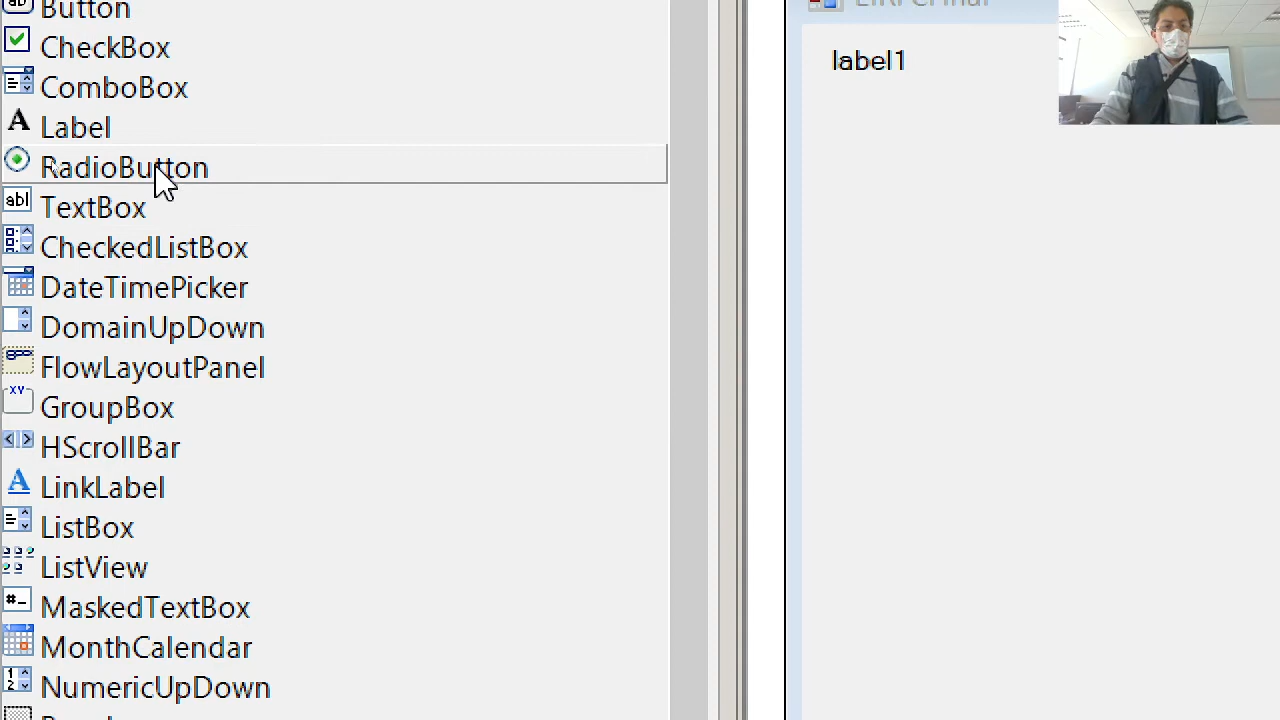 Button
CheckBox
ComboBox
Label
RadioButton
TextBox
CheckedListBox
DateTimePicker
DomainUpDown
FlowLayoutPanel
GroupBox
HScrollBar
LinkLabel
ListBox
ListView
MaskedTextBox
MonthCalendar
NumericUpDown
label1